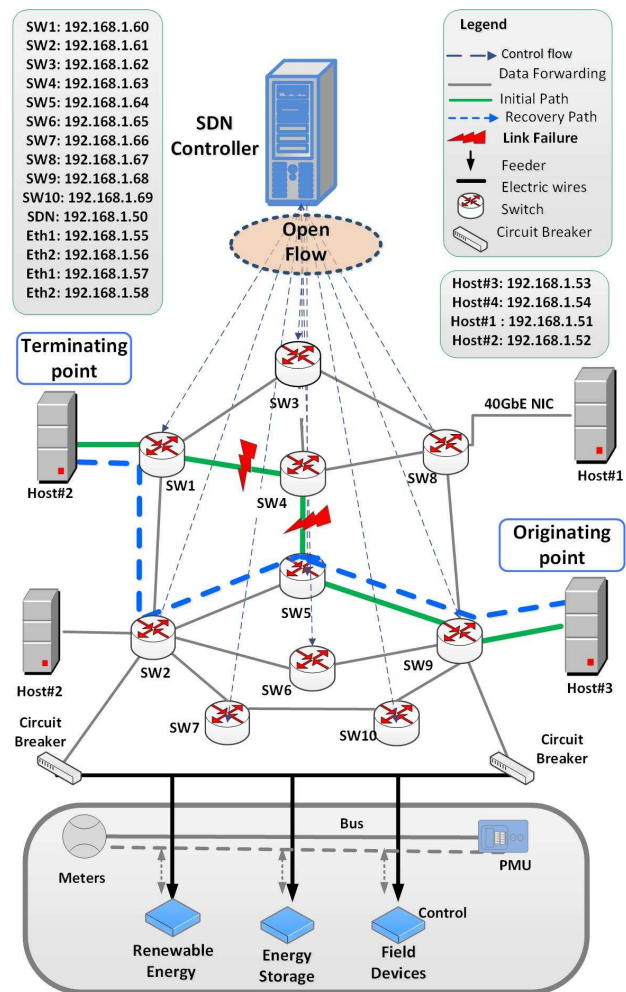 SW1: 192.168.1.60
SW2: 192.168.1.61
SW3: 192.168.1.62
SW4: 192.168.1.63
SW5: 192.168.1.64
SW6: 192.168.1.65
SW7: 192.168.1.66
SW8: 192.168.1.67
SW9: 192.168.1.68
SW10: 192.168.1.69
SDN: 192.168.1.50
Eth1: 192.168.1.55
Eth2: 192.168.1.56
Eth1: 192.168.1.57
Eth2: 192.168.1.58
SDN
Controller
Open
Flow
Legend
Control flow
Data Forwarding
Initial Path
Recovery Path
Link Failure
Feeder
Electric wires
Switch
Circuit Breaker
Host#3: 192.168.1.53
Host#4: 192.168.1.54
Host#1 : 192.168.1.51
Host#2: 192.168.1.52
Terminating
point
SW3
40GbE NIC
Host#2
SW1
SW4
SW8
Host#1
Originating
point
SW5
Host#2
SW2
SW6
SW9
Host#3
SW7
SW10
Circuit
Breaker
Circuit
Breaker
Bus
Meters
PMU
Control
Renewable
Energy
Energy
Storage
Field
Devices